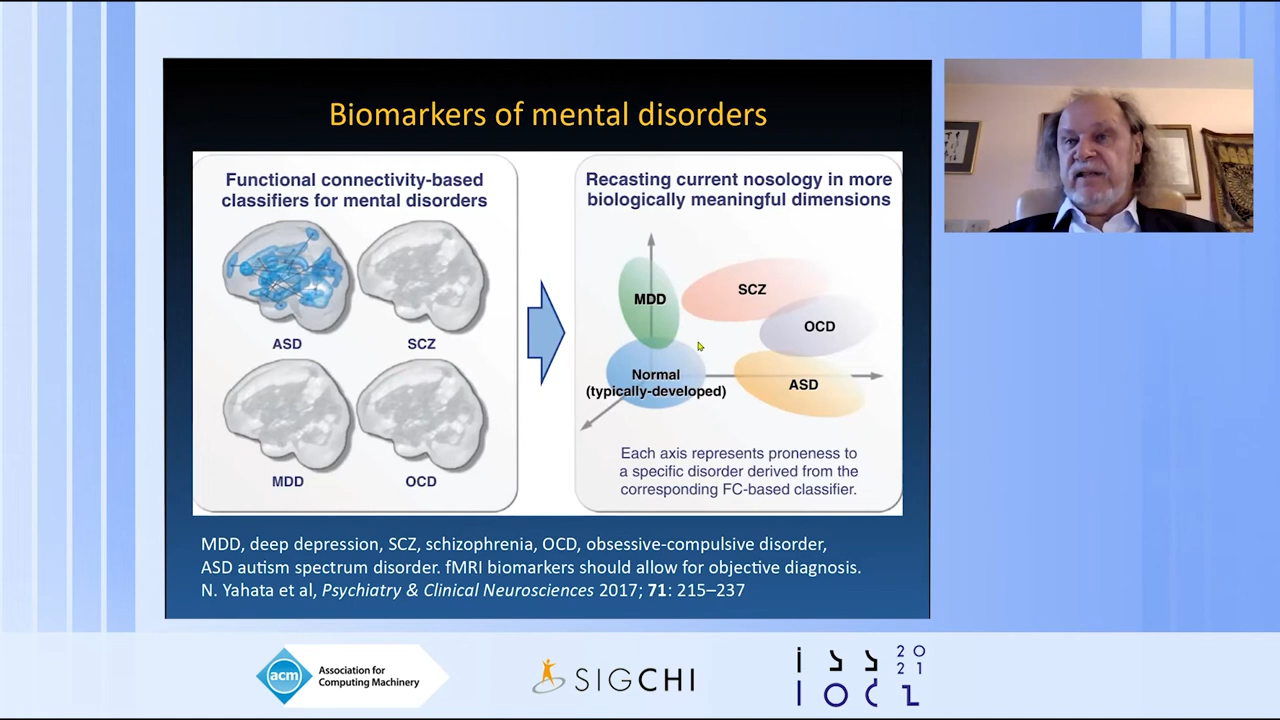 Biomarkers of mental disorders
Functional connectivity-based
classifiers for mental disorders
ASD
SCZ
MDD
OCD
Recasting current nosology in more
biologically meaningful dimensions
MDD
SCZ
OCD
Normal
(typically-developed)
ASD
Each axis represents proneness to
a specific disorder derived from the
corresponding FC-based classifier.
MDD, deep depression, SCZ, schizophrenia, OCD, obsessive-compulsive disorder,
ASD autism spectrum disorder. fMRI biomarkers should allow for objective diagnosis.
N. Yahata et al, Psychiatry & Clinical Neurosciences 2017; 71: 215–237
acm
Association for
Computing Machinery
SIGCHI
iss 20
21
lodz